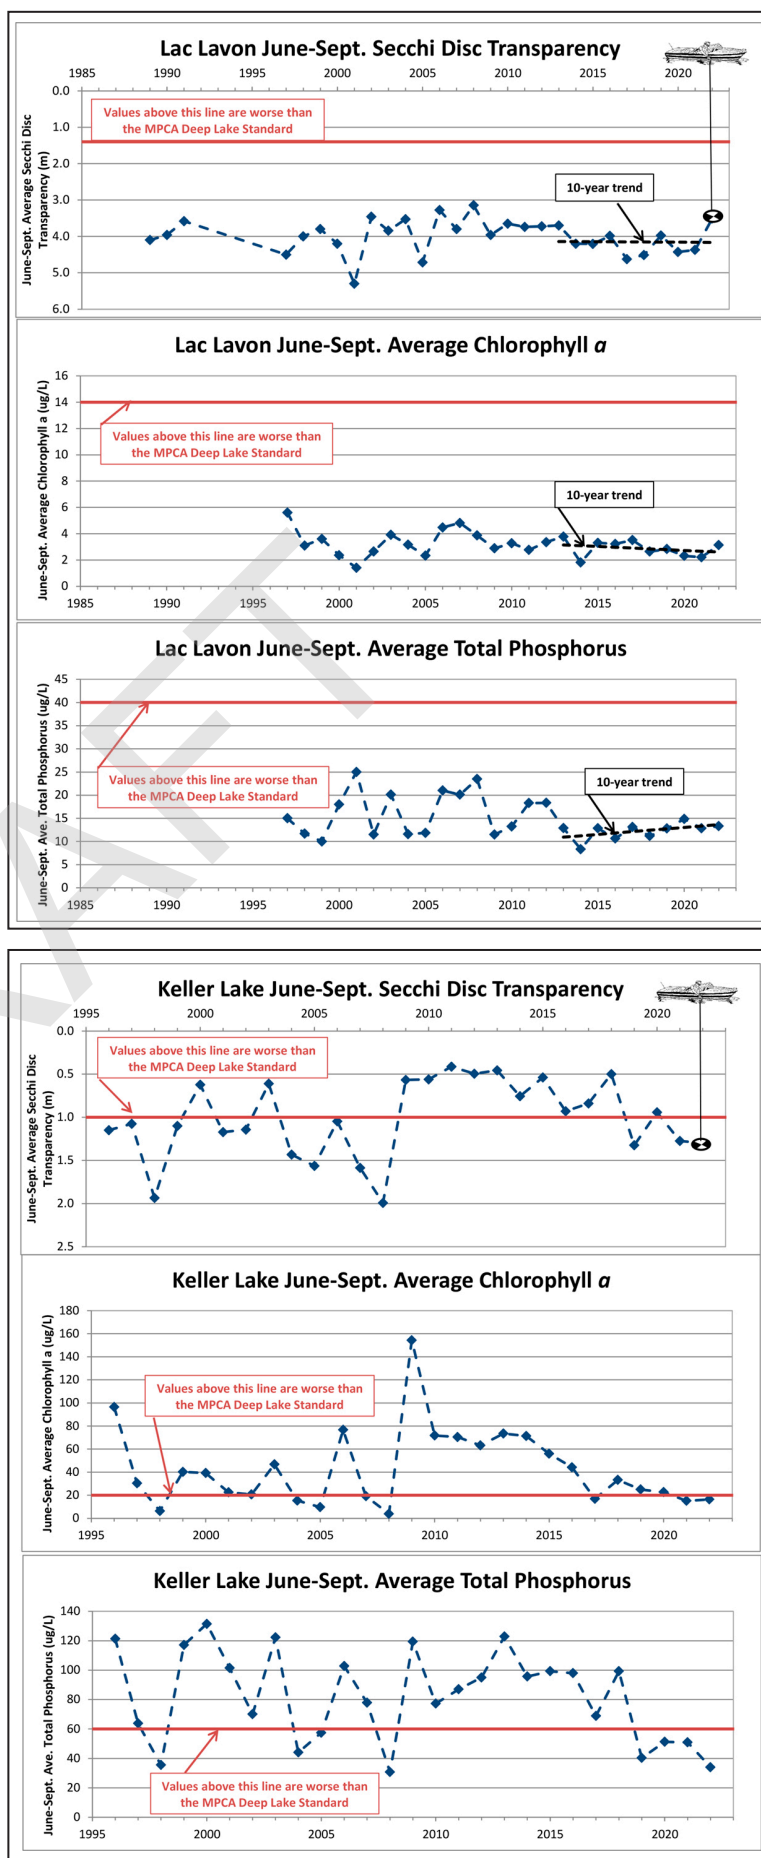 Lac Lavon June-Sept. Secchi Disc Transparency
1985 1990 1995 2000 2005 2010 2015 2020
June-Sept. Average Secchi Disc
Transparency (m)
0.0
1.0
2.0
3.0
4.0
5.0
6.0
Values above this line are worse than
the MPCA Deep Lake Standard
10-year trend
Lac Lavon June-Sept. Average Chlorophyll a
June-Sept. Average Chlorophyll a (ug/L)
16
14
12
10
8
6
4
2
0
Values above this line are worse than
the MPCA Deep Lake Standard
10-year trend
1985 1990 1995 2000 2005 2010 2015 2020
Lac Lavon June-Sept. Average Total Phosphorus
June-Sept. Ave. Total Phosphorus (ug/L)
45
40
35
30
25
20
15
10
5
0
Values above this line are worse than
the MPCA Deep Lake Standard
10-year trend
1985 1990 1995 2000 2005 2010 2015 2020
Keller Lake June-Sept. Secchi Disc Transparency
1995 2000 2005 2010 2015 2020
June-Sept. Average Secchi Disc
Transparency (m)
0.0
0.5
1.0
1.5
2.0
2.5
Values above this line are worse than
the MPCA Deep Lake Standard
Keller Lake June-Sept. Average Chlorophyll a
June-Sept. Average Chlorophyll a (ug/L)
180
160
140
120
100
80
60
40
20
0
Values above this line are worse than
the MPCA Deep Lake Standard
1995 2000 2005 2010 2015 2020
Keller Lake June-Sept. Average Total Phosphorus
June-Sept. Ave. Total Phosphorus (ug/L)
140
120
100
80
60
40
20
0
Values above this line are worse than
the MPCA Deep Lake Standard
1995 2000 2005 2010 2015 2020